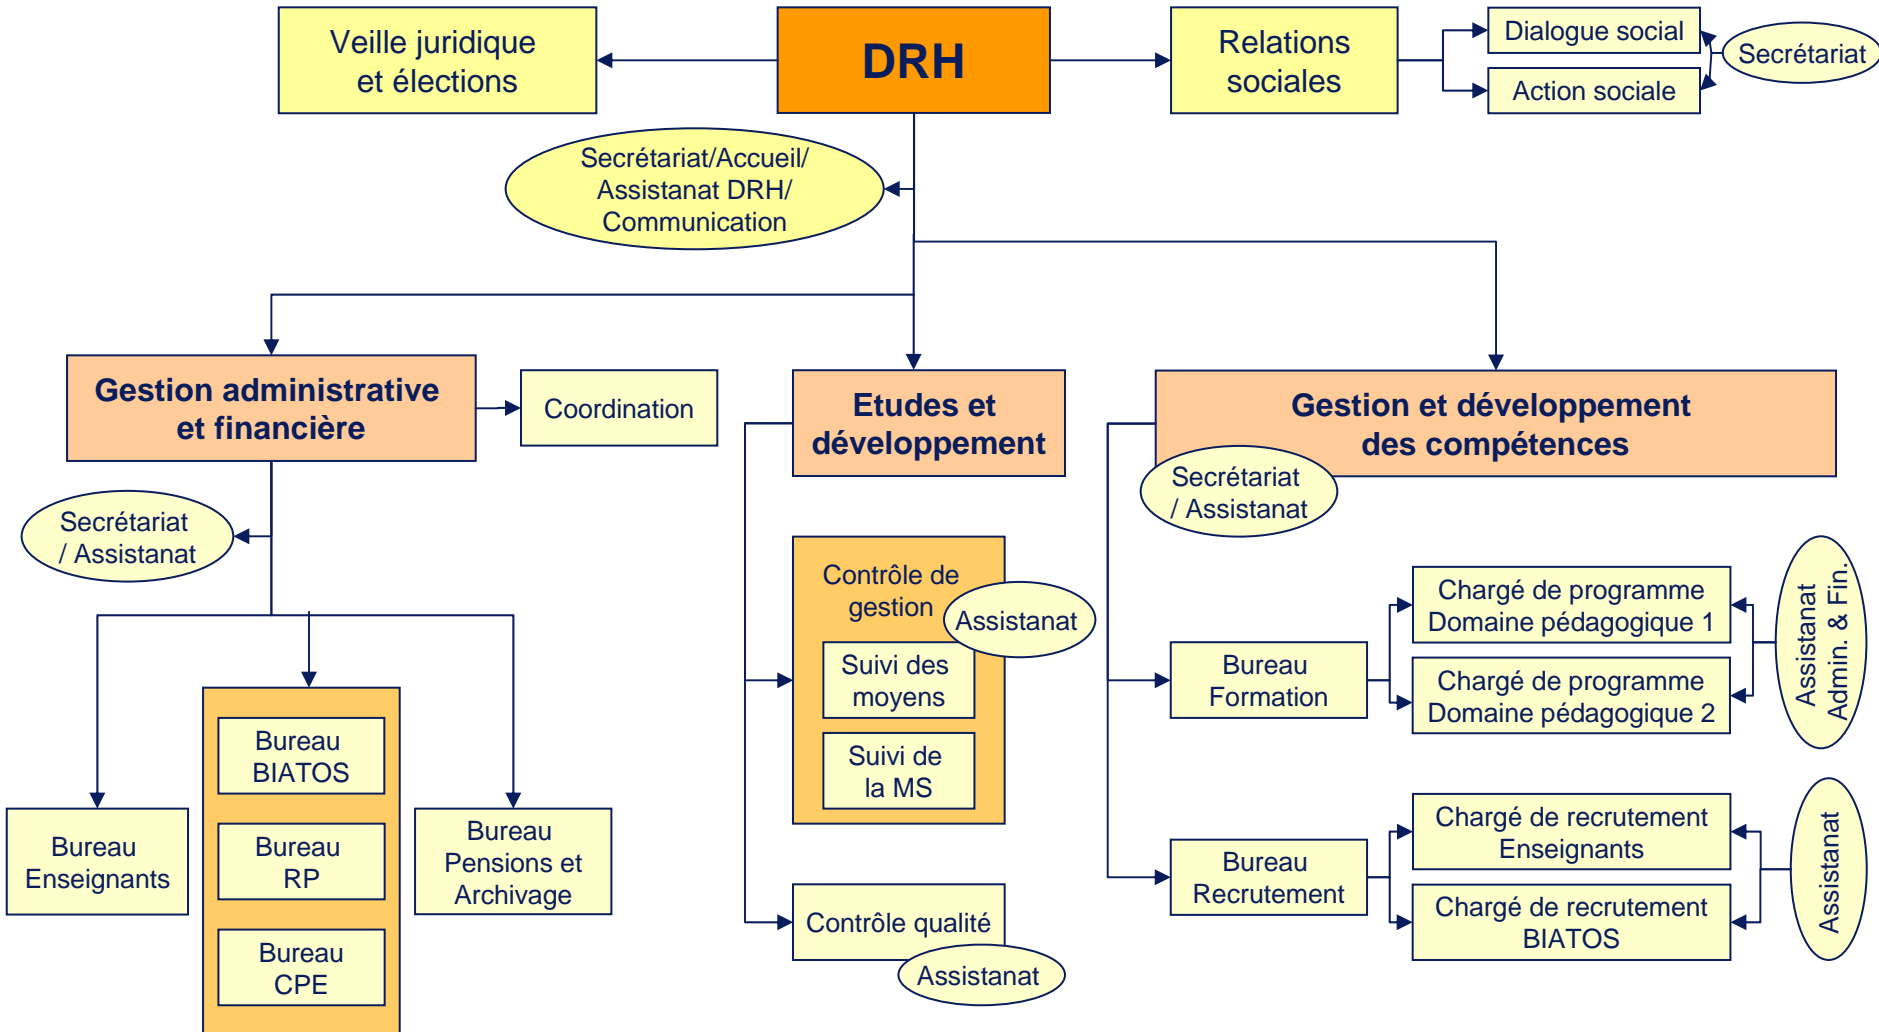 Veille juridique
et élections
DRH
Relations
sociales
Dialogue social
Action sociale
Secrétariat
Secrétariat/Accueil/
Assistanat DRH/
Communication
Gestion administrative
et financière
Coordination
Etudes et
développement
Gestion et développement
des compétences
Secrétariat
/ Assistanat
Secrétariat
/ Assistanat
Bureau
Enseignants
Bureau
BIATOS
Bureau
RP
Bureau
CPE
Bureau
Pensions et
Archivage
Contrôle de
gestion
Assistanat
Suivi des
moyens
Suivi de
la MS
Contrôle qualité
Assistanat
Bureau
Formation
Chargé de programme
Domaine pédagogique 1
Chargé de programme
Domaine pédagogique 2
Assistanat
Admin. & Fin.
Bureau
Recrutement
Chargé de recrutement
Enseignants
Chargé de recrutement
BIATOS
Assistanat